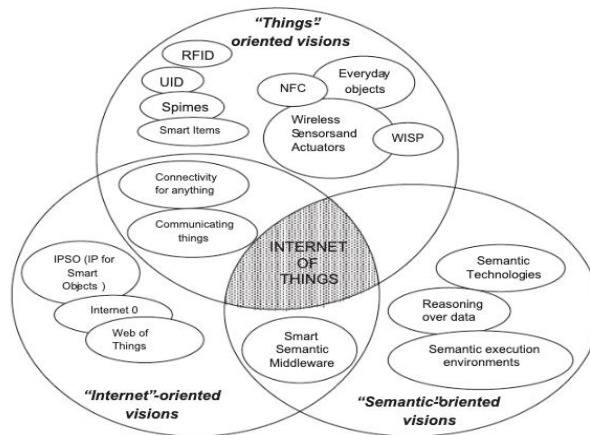 “Things”-
oriented visions
RFID
UID
Spimes
Smart Items
NFC
Everyday
objects
Wireless
Sensorsand
Actuators
WISP
Connectivity
for anything
Communicating
things
INTERNET
OF
THINGS
IPSO (IP for
Smart
Objects )
Internet 0
Web of
Things
Semantic
Technologies
Reasoning
over data
Semantic execution
environments
Smart
Semantic
Middleware
“Internet”-oriented
visions
“Semantic”-oriented
visions